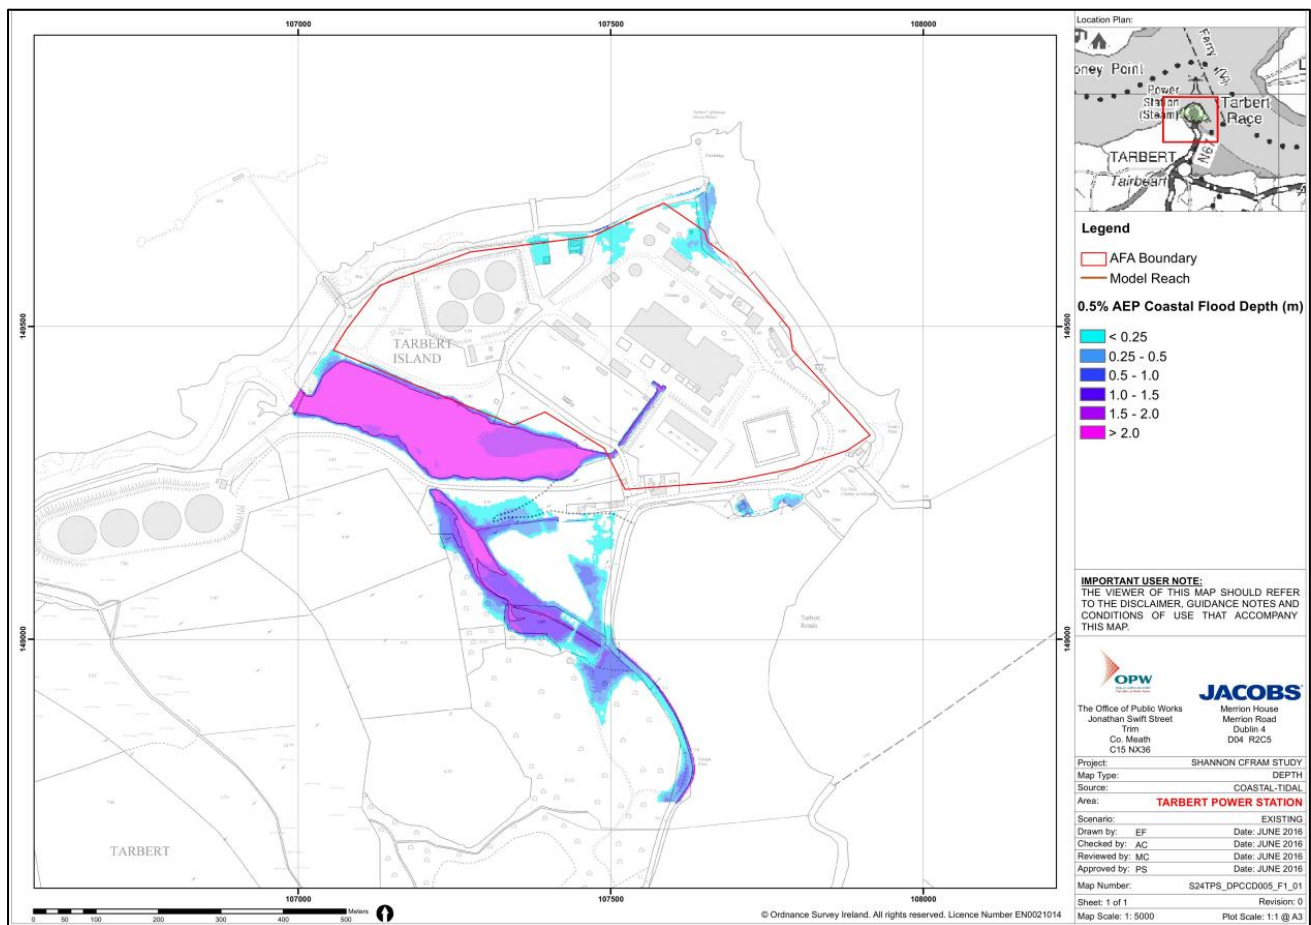 107000
107500
108000
149500
149500
149000
149000
TARBERT
ISLAND
Tarbert
Roads
TARBERT
107000
107500
108000
Meters
0 50 100 200 300 400 500
© Ordnance Survey Ireland. All rights reserved. Licence Number EN0021014
Location Plan:
oney Point
Ferry (V)
Power
Station
(Steam)
Tarbert
Race
N67
TARBERT
Tairbeart
Legend
AFA Boundary
Model Reach
0.5% AEP Coastal Flood Depth (m)
< 0.25
0.25 - 0.5
0.5 - 1.0
1.0 - 1.5
1.5 - 2.0
> 2.0
IMPORTANT USER NOTE:
THE VIEWER OF THIS MAP SHOULD REFER
TO THE DISCLAIMER, GUIDANCE NOTES AND
CONDITIONS OF USE THAT ACCOMPANY
THIS MAP.
OPW
The Office of Public Works
Jonathan Swift Street
Trim
Co. Meath
C15 NX36
JACOBS
Merrion House
Merrion Road
Dublin 4
D04 R2C5
Project: SHANNON CFRAM STUDY
Map Type: DEPTH
Source: COASTAL-TIDAL
Area: TARBERT POWER STATION
Scenario: EXISTING
Drawn by: EF Date: JUNE 2016
Checked by: AC Date: JUNE 2016
Reviewed by: MC Date: JUNE 2016
Approved by: PS Date: JUNE 2016
Map Number: S24TPS_DPCCD005_F1_01
Sheet: 1 of 1 Revision: 0
Map Scale: 1: 5000 Plot Scale: 1:1 @ A3